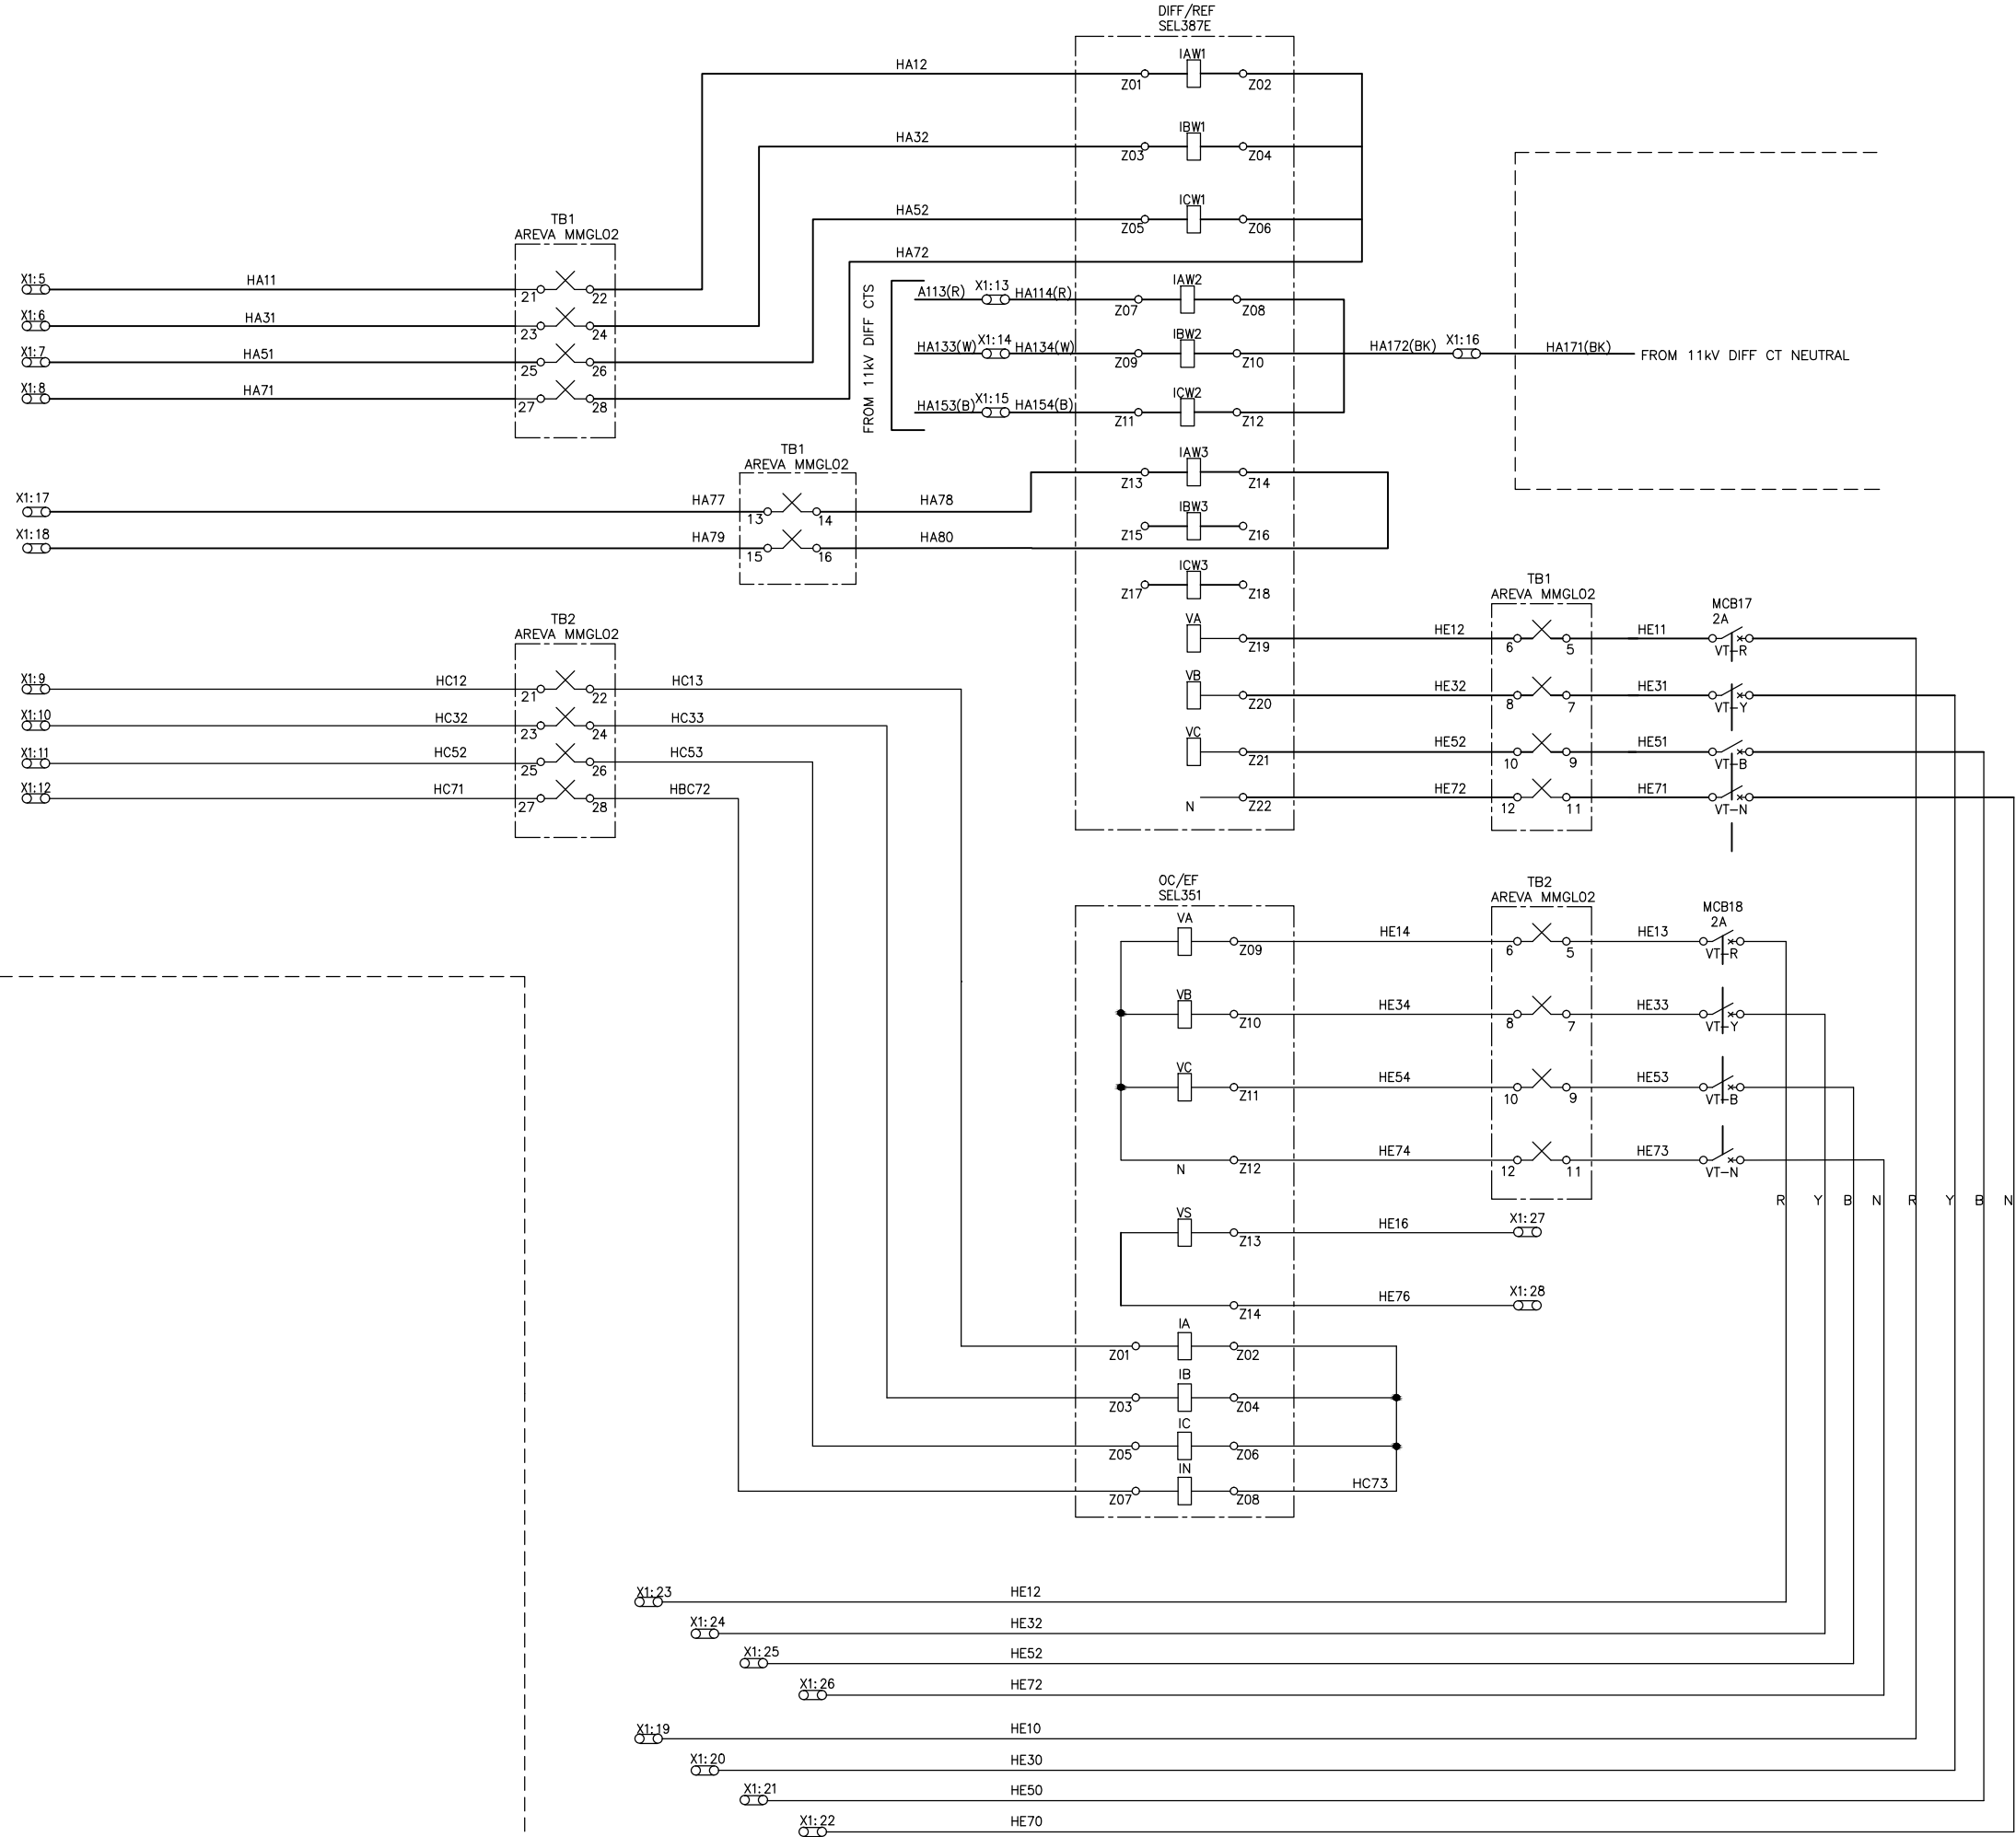 DIFF/REF
SEL387E
IAW1
HA12
Z01
Z02
IBW1
HA32
Z03
Z04
ICW1
HA52
Z05
Z06
HA72
TB1
AREVA MMGLO2
X1:5
HA11
21
22
X1:6
HA31
23
24
X1:7
HA51
25
26
X1:8
HA71
27
28
FROM 11kV DIFF CTS
A113(R)
X1:13
HA114(R)
IAW2
Z07
Z08
HA133(W)
X1:14
HA134(W)
IBW2
Z09
Z10
HA172(BK)
X1:16
HA171(BK)
FROM 11kV DIFF CT NEUTRAL
HA153(B)
X1:15
HA154(B)
ICW2
Z11
Z12
TB1
AREVA MMGLO2
IAW3
Z13
Z14
X1:17
HA77
13
14
HA78
IBW3
Z15
Z16
X1:18
HA79
15
16
HA80
ICW3
Z17
Z18
TB1
AREVA MMGLO2
MCB17
2A
VA
Z19
HE12
6
5
HE11
VT-R
VB
Z20
HE32
8
7
HE31
VT-Y
VC
Z21
HE52
10
9
HE51
VT-B
N
Z22
HE72
12
11
HE71
VT-N
TB2
AREVA MMGLO2
X1:9
HC12
21
22
HC13
X1:10
HC32
23
24
HC33
X1:11
HC52
25
26
HC53
X1:12
HC71
27
28
HBC72
OC/EF
SEL351
TB2
AREVA MMGLO2
MCB18
2A
VA
Z09
HE14
6
5
HE13
VT-R
VB
Z10
HE34
8
7
HE33
VT-Y
VC
Z11
HE54
10
9
HE53
VT-B
N
Z12
HE74
12
11
HE73
VT-N
R Y B N R Y B N
VS
Z13
HE16
X1:27
Z14
HE76
X1:28
IA
Z01
Z02
IB
Z03
Z04
IC
Z05
Z06
IN
Z07
Z08
HC73
X1:23
HE12
X1:24
HE32
X1:25
HE52
X1:26
HE72
X1:19
HE10
X1:20
HE30
X1:21
HE50
X1:22
HE70